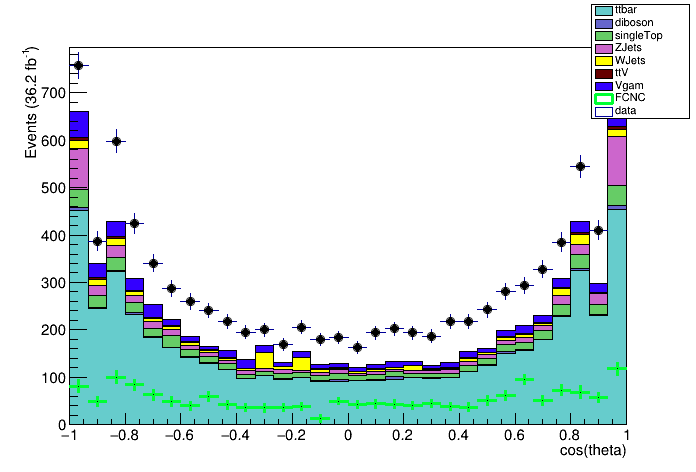 ttbar
diboson
singleTop
ZJets
WJets
ttV
Vgam
FCNC
data
Events (36.2 fb⁻¹)
700
600
500
400
300
200
100
0
−1 −0.8 −0.6 −0.4 −0.2 0 0.2 0.4 0.6 0.8 1
cos(theta)